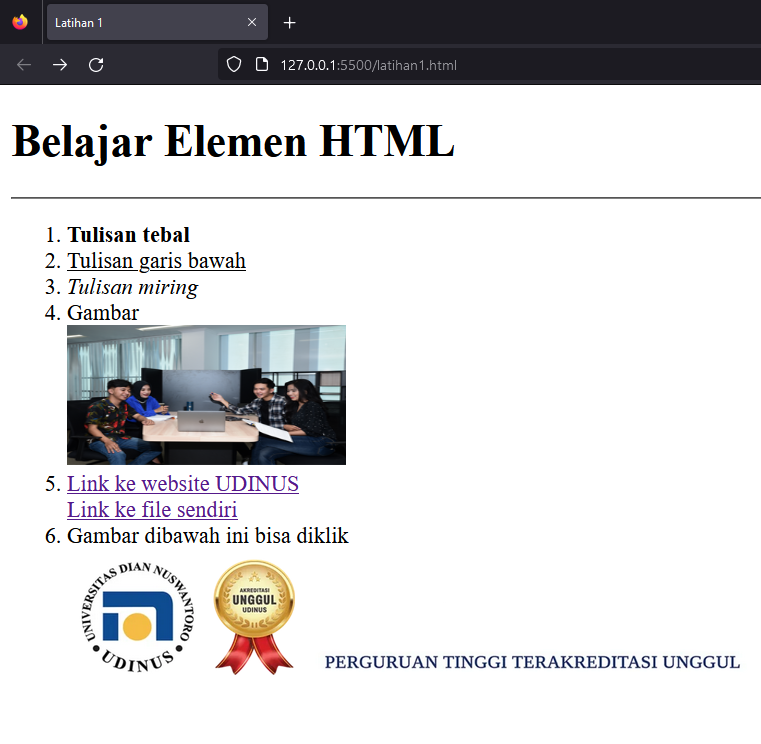 Latihan 1
127.0.0.1:5500/latihan1.html
Belajar Elemen HTML
1. Tulisan tebal
2. Tulisan garis bawah
3. Tulisan miring
4. Gambar
5. Link ke website UDINUS
Link ke file sendiri
6. Gambar dibawah ini bisa diklik
UNIVERSITAS DIAN NUSWANTORO
• UDINUS •
AKREDITASI
UNGGUL
UDINUS
PERGURUAN TINGGI TERAKREDITASI UNGGUL